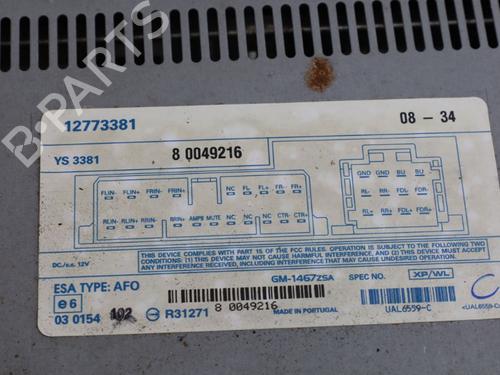 B-PARTS
12773381
08 - 34
YS 3381
8 0049216
FLIN- FLIN+ FRIN- FRIN+ NC FL- FL+ FR- FR+
RLIN- RLIN+ RRIN- RRIN+ AMPS MUTE NC NC CTR- CTR+
GND GND BU BU
RL- RR- FDL- FDR-
RL+ RR+ FDL+ FDR+
DC/c.c. 12V
THIS DEVICE COMPLIES WITH PART 15 OF THE FCC RULES. OPERATION IS SUBJECT TO THE FOLLOWING TWO
CONDITIONS: (1) THIS DEVICE MAY NOT CAUSE HARMFUL INTERFERENCE, AND (2) THIS DEVICE MUST ACCEPT
ANY INTERFERENCE RECEIVED, INCLUDING INTERFERENCE THAT MAY CAUSE UNDESIRED OPERATION.
GM-1467ZSA
SPEC NO.
XP/WL
ESA TYPE: AFO
e6
03 0154 102
R31271
8 0049216
MADE IN PORTUGAL
UAL6559-C
C
<UAL6559-C>